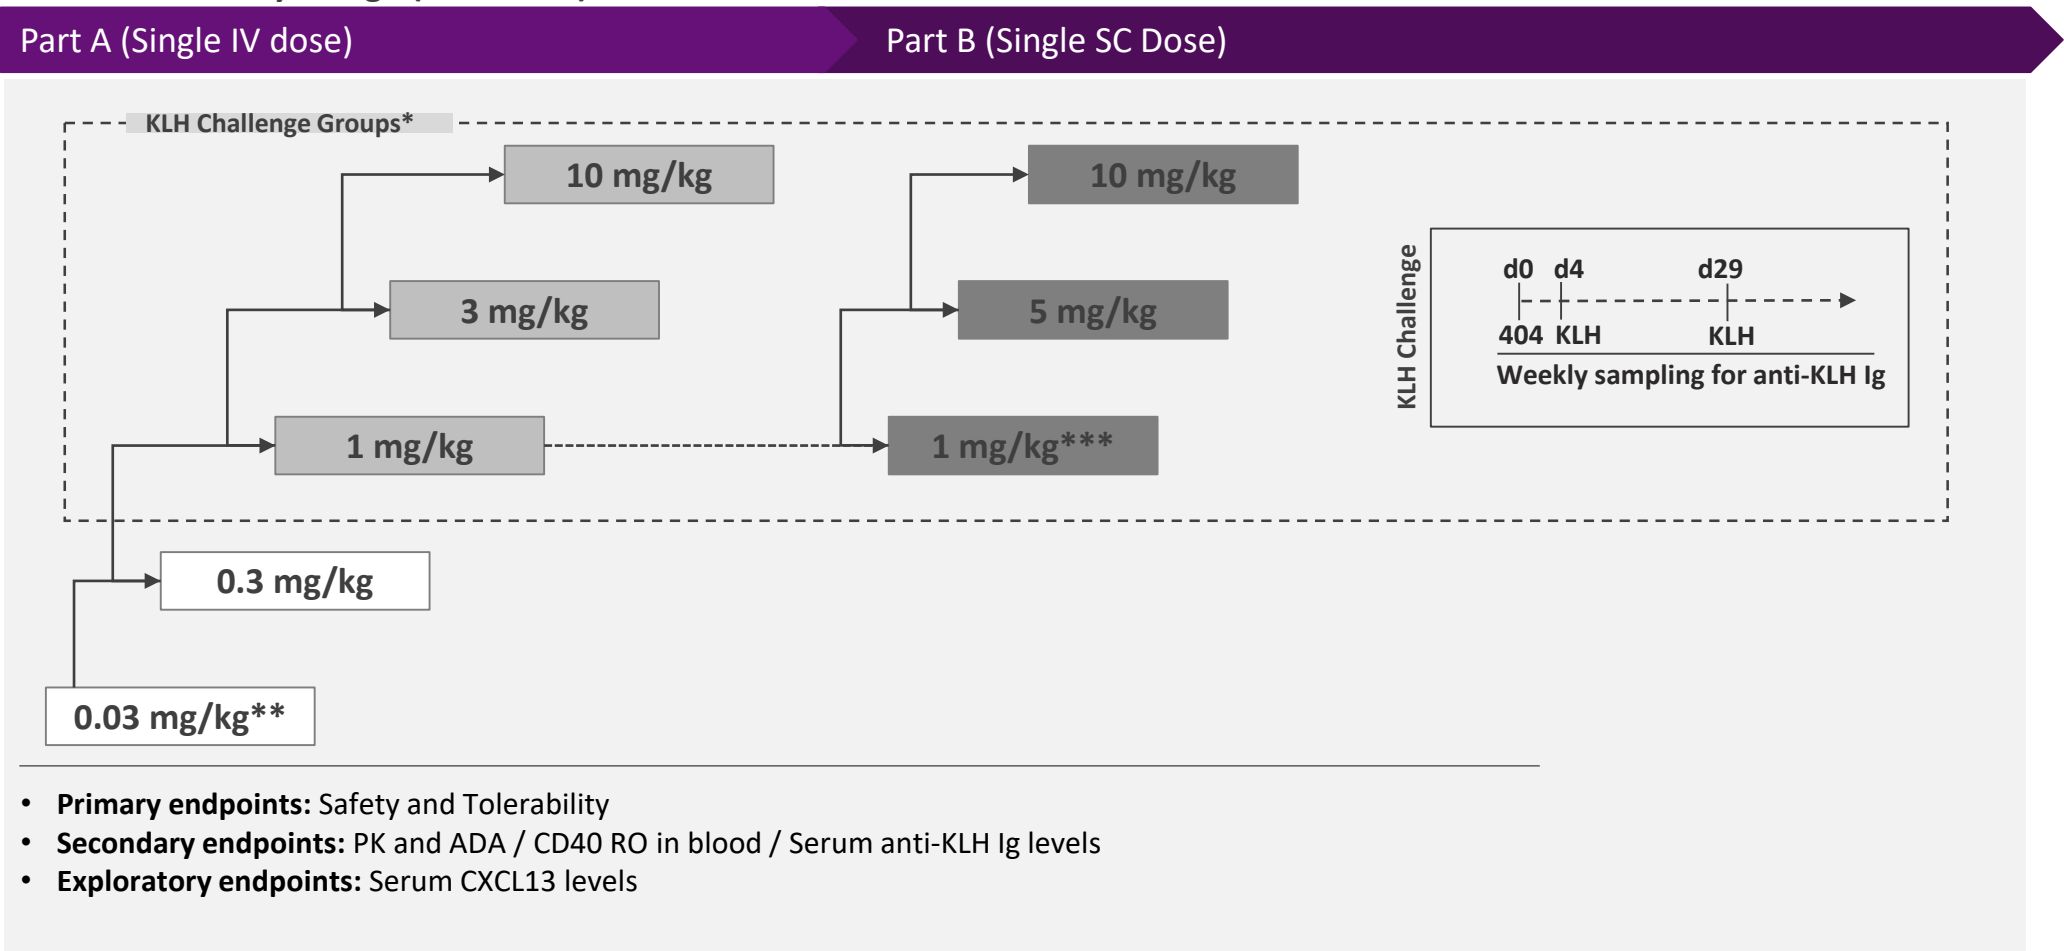 Part A (Single IV dose)
Part B (Single SC Dose)
KLH Challenge Groups*
10 mg/kg
10 mg/kg
3 mg/kg
5 mg/kg
1 mg/kg
1 mg/kg***
0.3 mg/kg
0.03 mg/kg**
KLH Challenge
d0 d4 d29
404 KLH KLH
Weekly sampling for anti-KLH Ig
• Primary endpoints: Safety and Tolerability
• Secondary endpoints: PK and ADA / CD40 RO in blood / Serum anti-KLH Ig levels
• Exploratory endpoints: Serum CXCL13 levels